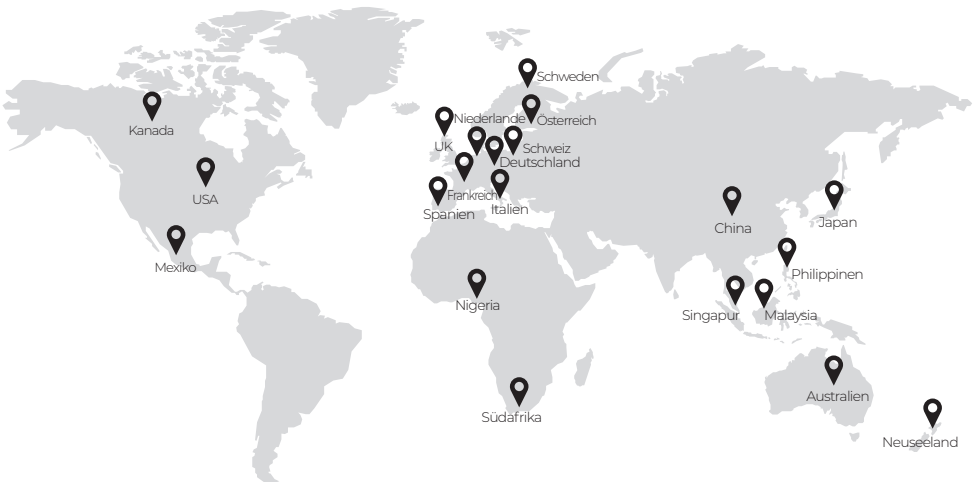 Schweden
Kanada
Niederlande
Österreich
UK
Schweiz
Deutschland
USA
Frankreich
Italien
Spanien
China
Japan
Mexiko
Philippinen
Nigeria
Singapur
Malaysia
Australien
Südafrika
Neuseeland